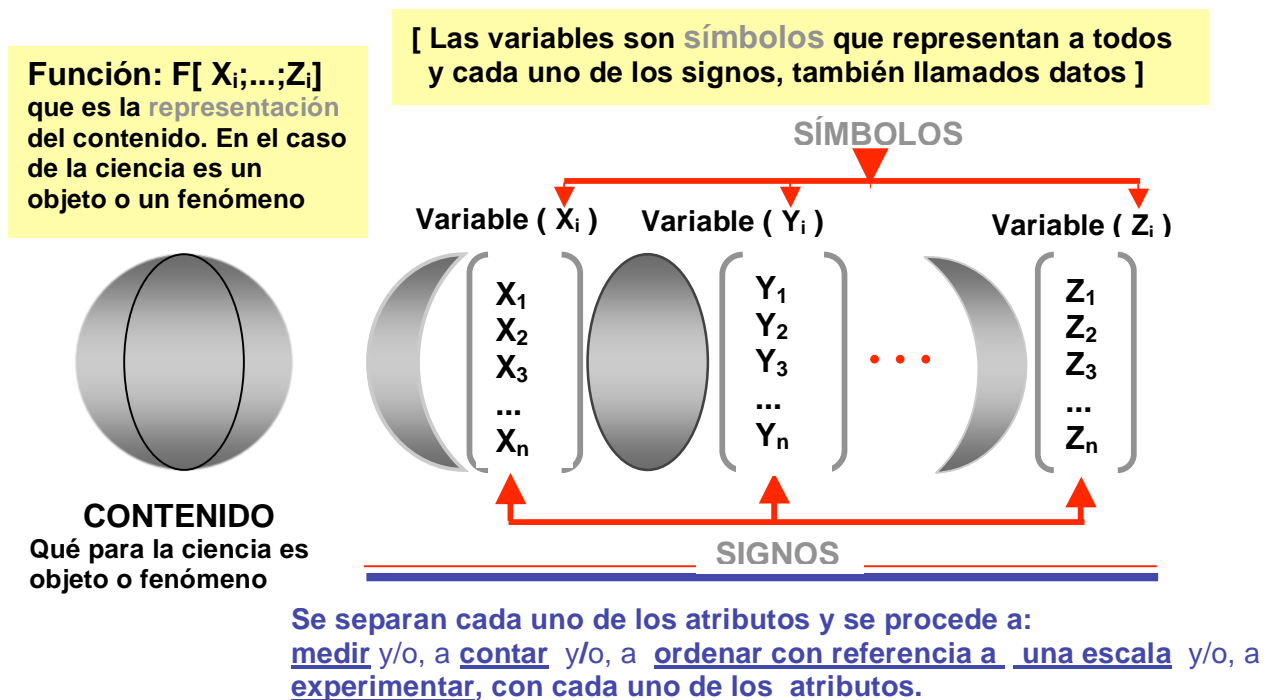 Función: F[ Xi;...;Zi]
que es la representación
del contenido. En el caso
de la ciencia es un
objeto o un fenómeno
[ Las variables son símbolos que representan a todos
y cada uno de los signos, también llamados datos ]
SÍMBOLOS
Variable ( Xi )
Variable ( Yi )
Variable ( Zi )
X1
X2
X3
...
Xn
Y1
Y2
Y3
...
Yn
. . .
Z1
Z2
Z3
...
Zn
CONTENIDO
Qué para la ciencia es
objeto o fenómeno
SIGNOS
Se separan cada uno de los atributos y se procede a:
medir y/o, a contar y/o, a ordenar con referencia a una escala y/o, a
experimentar, con cada uno de los atributos.